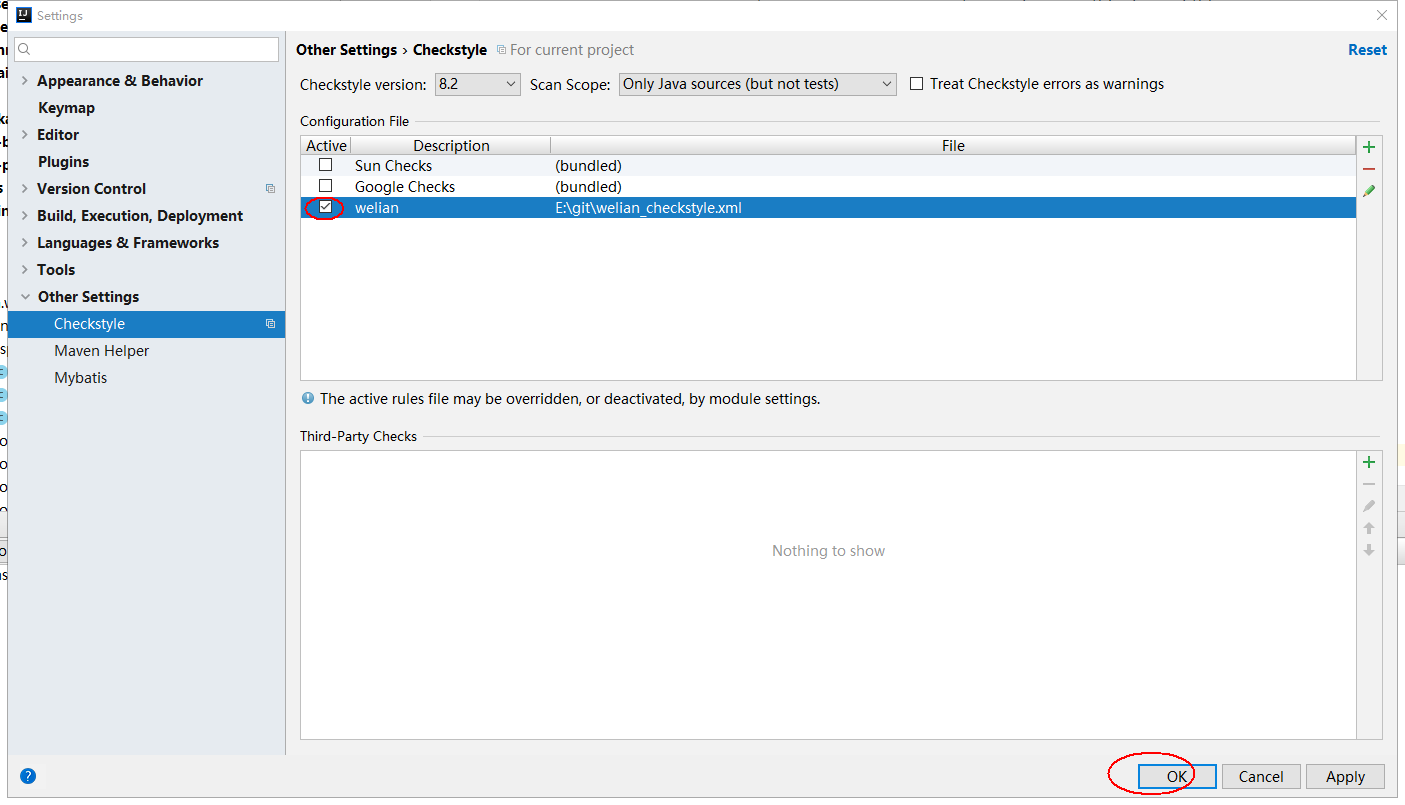 Settings
Other Settings › Checkstyle For current project Reset
Appearance & Behavior
Keymap
Editor
Plugins
Version Control
Build, Execution, Deployment
Languages & Frameworks
Tools
Other Settings
Checkstyle
Maven Helper
Mybatis
Checkstyle version: 8.2 Scan Scope: Only Java sources (but not tests) Treat Checkstyle errors as warnings
Configuration File
Active Description File
Sun Checks (bundled)
Google Checks (bundled)
welian E:\git\welian_checkstyle.xml
The active rules file may be overridden, or deactivated, by module settings.
Third-Party Checks
Nothing to show
? OK Cancel Apply